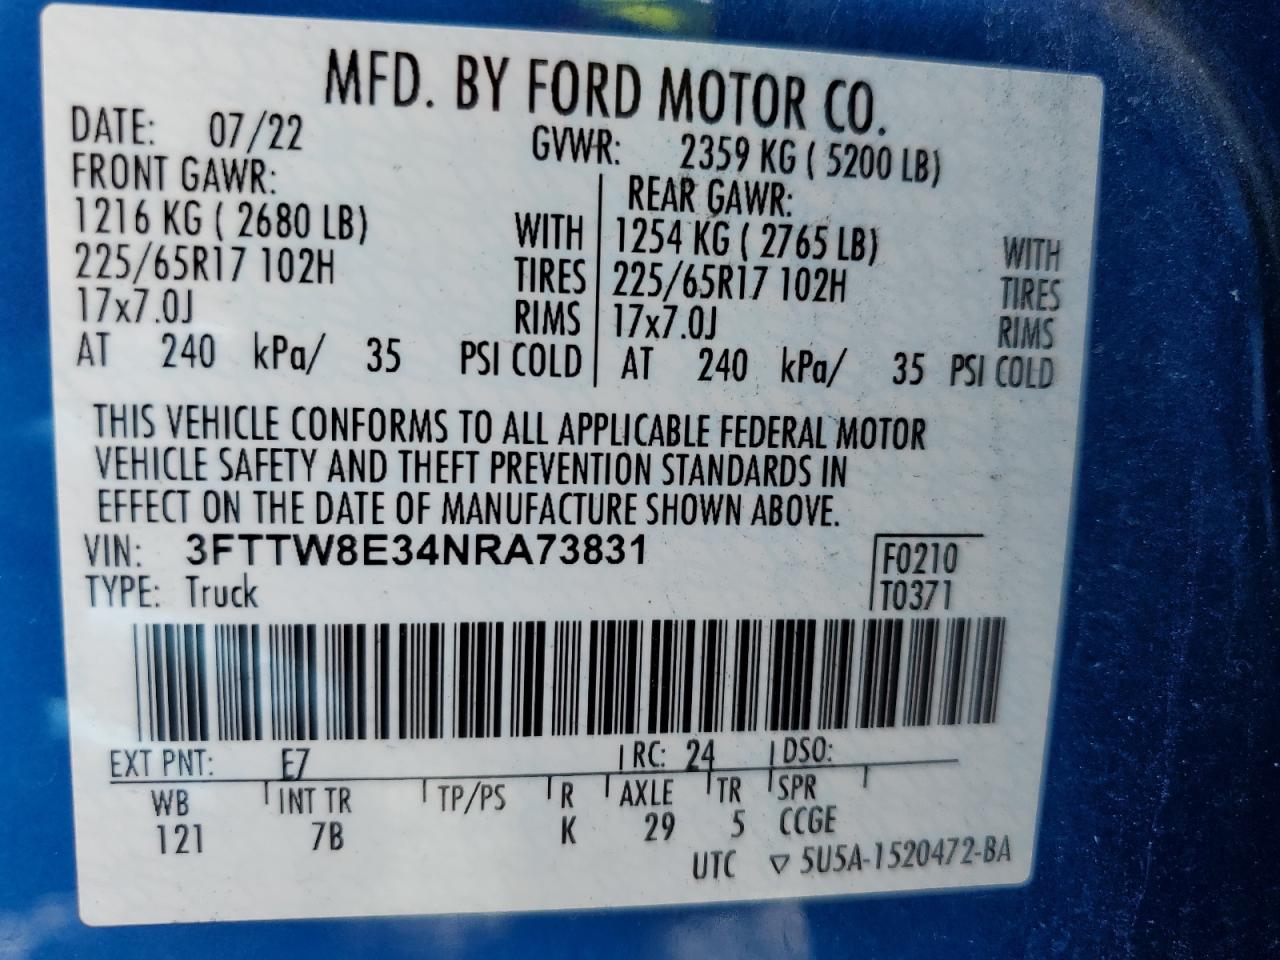 MFD. BY FORD MOTOR CO.
DATE: 07/22 GVWR: 2359 KG ( 5200 LB)
FRONT GAWR: REAR GAWR:
1216 KG ( 2680 LB) WITH 1254 KG ( 2765 LB) WITH
225/65R17 102H TIRES 225/65R17 102H TIRES
17x7.0J RIMS 17x7.0J RIMS
AT 240 kPa/ 35 PSI COLD AT 240 kPa/ 35 PSI COLD
THIS VEHICLE CONFORMS TO ALL APPLICABLE FEDERAL MOTOR
VEHICLE SAFETY AND THEFT PREVENTION STANDARDS IN
EFFECT ON THE DATE OF MANUFACTURE SHOWN ABOVE.
VIN: 3FTTW8E34NRA73831 F0210
TYPE: Truck T0371
EXT PNT: E7 RC: 24 DSO:
WB INT TR TP/PS R AXLE TR SPR
121 7B K 29 5 CCGE
UTC ▽ 5U5A-1520472-BA